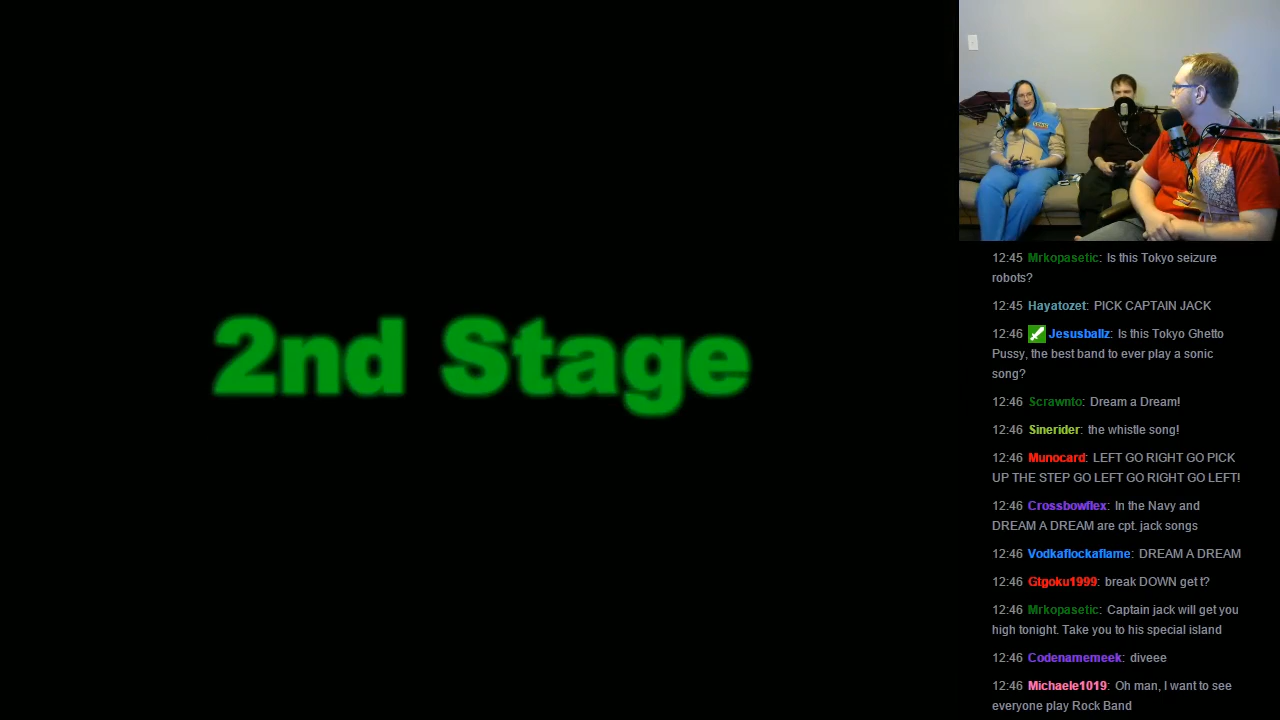 2nd Stage
12:45 Mrkopasetic: Is this Tokyo seizure
robots?
12:45 Hayatozet: PICK CAPTAIN JACK
12:46 Jesusballz: Is this Tokyo Ghetto
Pussy, the best band to ever play a sonic
song?
12:46 Scrawnto: Dream a Dream!
12:46 Sinerider: the whistle song!
12:46 Munocard: LEFT GO RIGHT GO PICK
UP THE STEP GO LEFT GO RIGHT GO LEFT!
12:46 Crossbowflex: In the Navy and
DREAM A DREAM are cpt. jack songs
12:46 Vodkaflockaflame: DREAM A DREAM
12:46 Gtgoku1999: break DOWN get t?
12:46 Mrkopasetic: Captain jack will get you
high tonight. Take you to his special island
12:46 Codenamemeek: diveee
12:46 Michaele1019: Oh man, I want to see
everyone play Rock Band